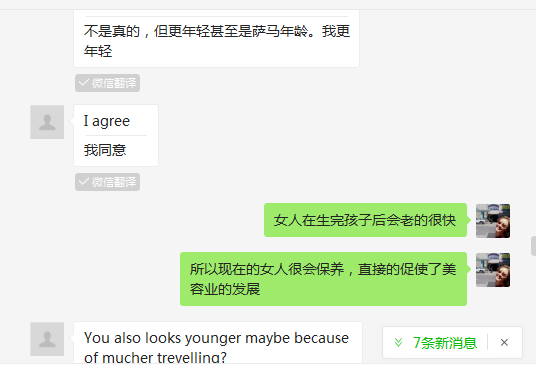 不是真的，但更年轻甚至是萨马年龄。我更
年轻
微信翻译
I agree
我同意
微信翻译
女人在生完孩子后会老的很快
所以现在的女人很会保养，直接的促使了美
容业的发展
You also looks younger maybe because
of mucher trevelling?
7条新消息